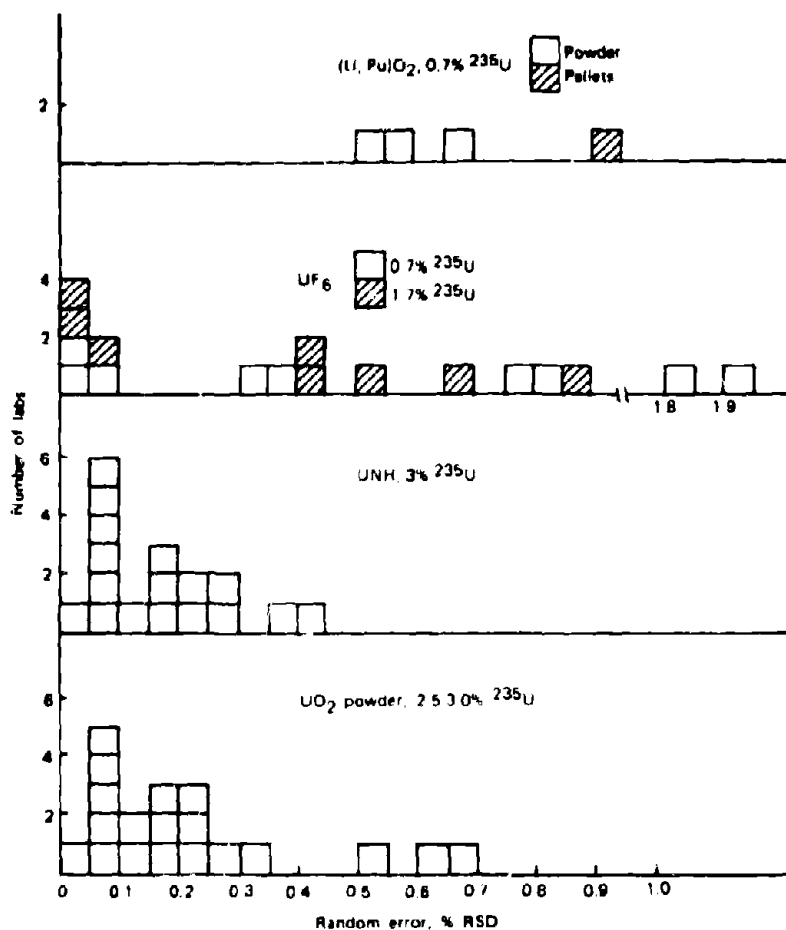 (U, Pu)O2, 0.7% 235U
Powder
Pellets
2
UF6
0.7% 235U
1.7% 235U
4
2
1.8 1.9
Number of labs
UNH, 3% 235U
6
4
2
UO2 powder, 2.5 3.0% 235U
6
4
2
0 0.1 0.2 0.3 0.4 0.5 0.6 0.7 0.8 0.9 1.0
Random error, % RSD